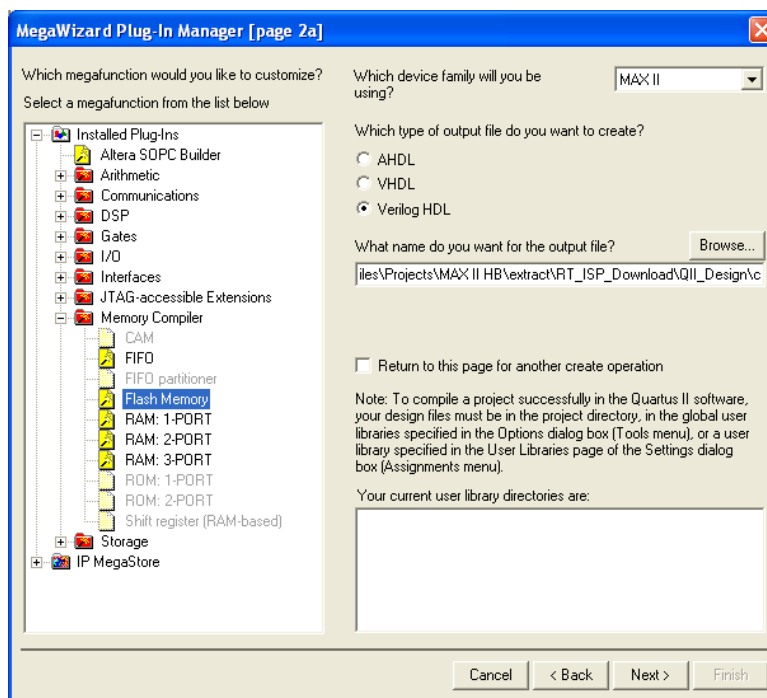 MegaWizard Plug-In Manager [page 2a]
Which megafunction would you like to customize?
Select a megafunction from the list below
Installed Plug-Ins
Altera SOPC Builder
Arithmetic
Communications
DSP
Gates
I/O
Interfaces
JTAG-accessible Extensions
Memory Compiler
CAM
FIFO
FIFO partitioner
Flash Memory
RAM: 1-PORT
RAM: 2-PORT
RAM: 3-PORT
ROM: 1-PORT
ROM: 2-PORT
Shift register (RAM-based)
Storage
IP MegaStore
Which device family will you be
using?
MAX II
Which type of output file do you want to create?
AHDL
VHDL
Verilog HDL
What name do you want for the output file?
Browse...
iles\Projects\MAX II HB\extract\RT_ISP_Download\QII_Design\c
Return to this page for another create operation
Note: To compile a project successfully in the Quartus II software,
your design files must be in the project directory, in the global user
libraries specified in the Options dialog box (Tools menu), or a user
library specified in the User Libraries page of the Settings dialog
box (Assignments menu).
Your current user library directories are:
Cancel
< Back
Next >
Finish